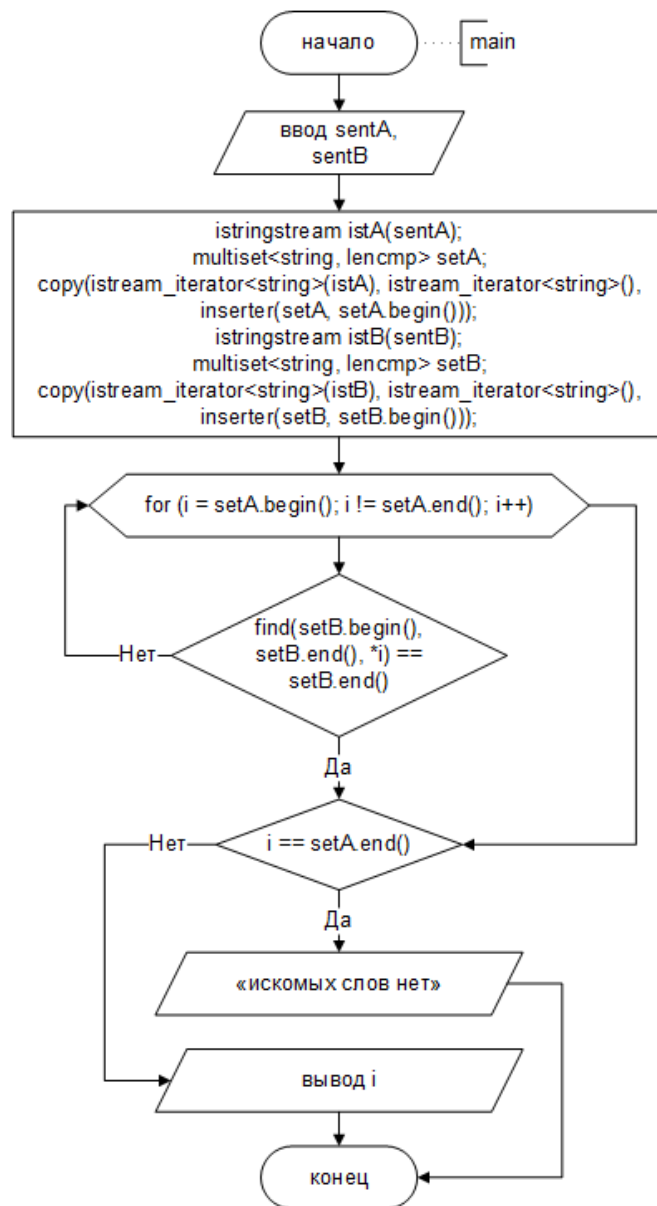 начало
main
ввод sentA,
sentB
istringstream istA(sentA);
multiset<string, lencmp> setA;
copy(istream_iterator<string>(istA), istream_iterator<string>(),
inserter(setA, setA.begin()));
istringstream istB(sentB);
multiset<string, lencmp> setB;
copy(istream_iterator<string>(istB), istream_iterator<string>(),
inserter(setB, setB.begin()));
for (i = setA.begin(); i != setA.end(); i++)
find(setB.begin(),
setB.end(), *i) ==
setB.end()
Нет
Да
i == setA.end()
Нет
Да
«искомых слов нет»
вывод i
конец